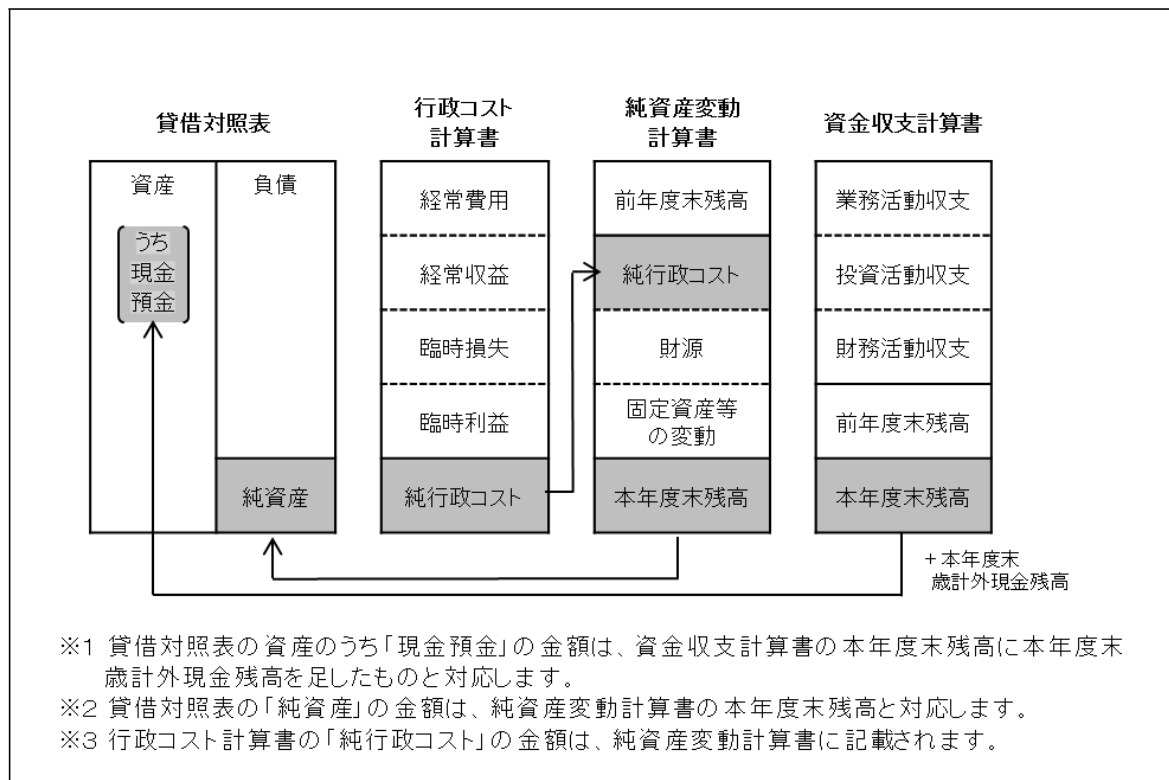 貸借対照表
資産
うち
現金
預金
負債
純資産
行政コスト
計算書
経常費用
経常収益
臨時損失
臨時利益
純行政コスト
純資産変動
計算書
前年度末残高
純行政コスト
財源
固定資産等
の変動
本年度末残高
資金収支計算書
業務活動収支
投資活動収支
財務活動収支
前年度末残高
本年度末残高
+本年度末
歳計外現金残高
※1 貸借対照表の資産のうち「現金預金」の金額は、資金収支計算書の本年度末残高に本年度末
歳計外現金残高を足したものと対応します。
※2 貸借対照表の「純資産」の金額は、純資産変動計算書の本年度末残高と対応します。
※3 行政コスト計算書の「純行政コスト」の金額は、純資産変動計算書に記載されます。